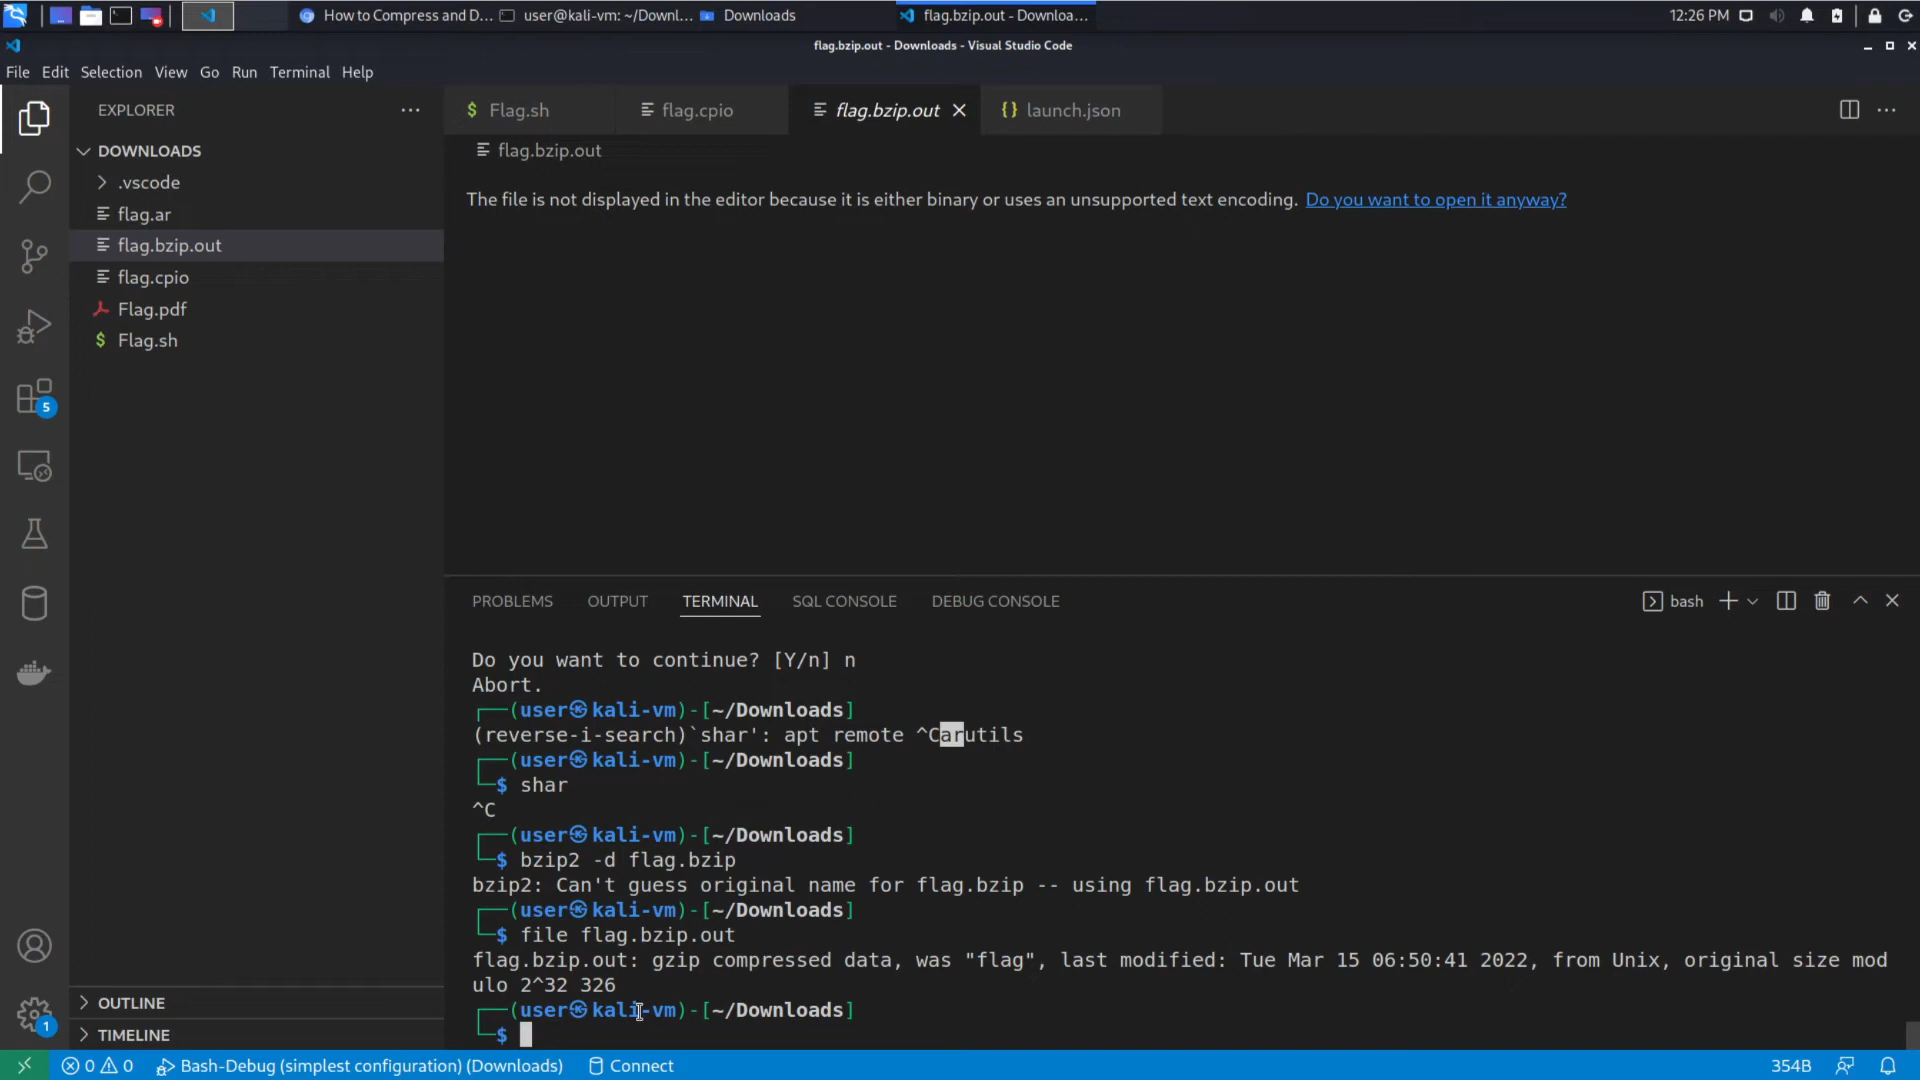 How to Compress and D...
user@kali-vm: ~/Downl...
Downloads
flag.bzip.out - Downloa...
12:26 PM
flag.bzip.out - Downloads - Visual Studio Code
File Edit Selection View Go Run Terminal Help
EXPLORER
Flag.sh
flag.cpio
flag.bzip.out
launch.json
DOWNLOADS
flag.bzip.out
.vscode
The file is not displayed in the editor because it is either binary or uses an unsupported text encoding. Do you want to open it anyway?
flag.ar
flag.bzip.out
flag.cpio
Flag.pdf
Flag.sh
5
PROBLEMS OUTPUT TERMINAL SQL CONSOLE DEBUG CONSOLE
bash
Do you want to continue? [Y/n] n
Abort.
(user㉿kali-vm)-[~/Downloads]
(reverse-i-search)`shar': apt remote ^Carutils
(user㉿kali-vm)-[~/Downloads]
$ shar
^C
(user㉿kali-vm)-[~/Downloads]
$ bzip2 -d flag.bzip
bzip2: Can't guess original name for flag.bzip -- using flag.bzip.out
(user㉿kali-vm)-[~/Downloads]
$ file flag.bzip.out
flag.bzip.out: gzip compressed data, was "flag", last modified: Tue Mar 15 06:50:41 2022, from Unix, original size mod
ulo 2^32 326
(user㉿kali-vm)-[~/Downloads]
$
OUTLINE
TIMELINE
1
0 0 Bash-Debug (simplest configuration) (Downloads) Connect
354B